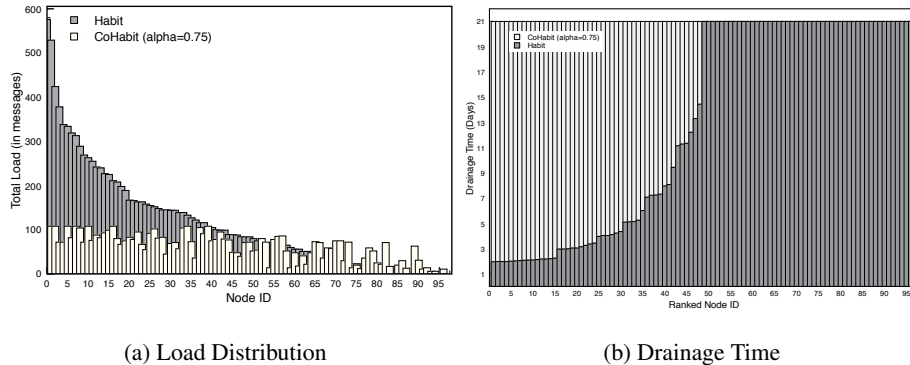 600
500
400
300
200
100
0
Total Load (in messages)
Habit
CoHabit (alpha=0.75)
0 5 10 15 20 25 30 35 40 45 50 55 60 65 70 75 80 85 90 95
Node ID
(a) Load Distribution
21
19
17
15
13
11
9
7
5
3
1
Drainage Time (Days)
CoHabit (alpha=0.75)
Habit
0 5 10 15 20 25 30 35 40 45 50 55 60 65 70 75 80 85 90 95
Ranked Node ID
(b) Drainage Time